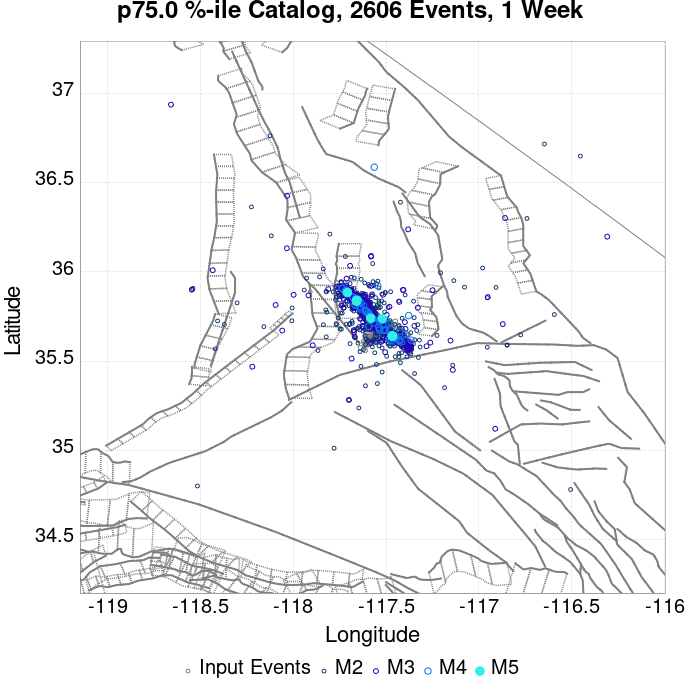 p75.0 %-ile Catalog, 2606 Events, 1 Week
37
36.5
36
35.5
35
34.5
Latitude
-119
-118.5
-118
-117.5
-117
-116.5
-116
Longitude
Input Events
M2
M3
M4
M5